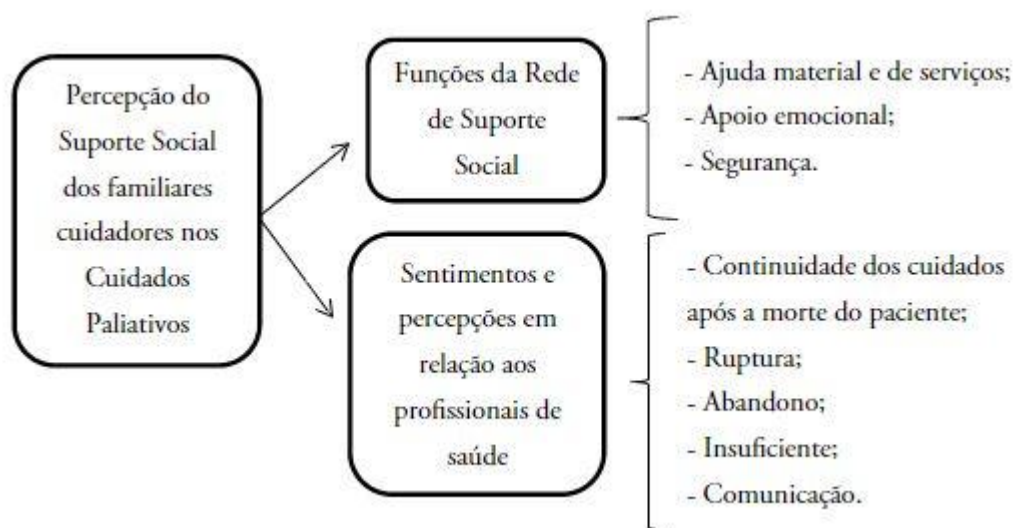 Percepção do
Suporte Social
dos familiares
cuidadores nos
Cuidados
Paliativos
Funções da Rede
de Suporte
Social
- Ajuda material e de serviços;
- Apoio emocional;
- Segurança.
Sentimentos e
percepções em
relação aos
profissionais de
saúde
- Continuidade dos cuidados
após a morte do paciente;
- Ruptura;
- Abandono;
- Insuficiente;
- Comunicação.